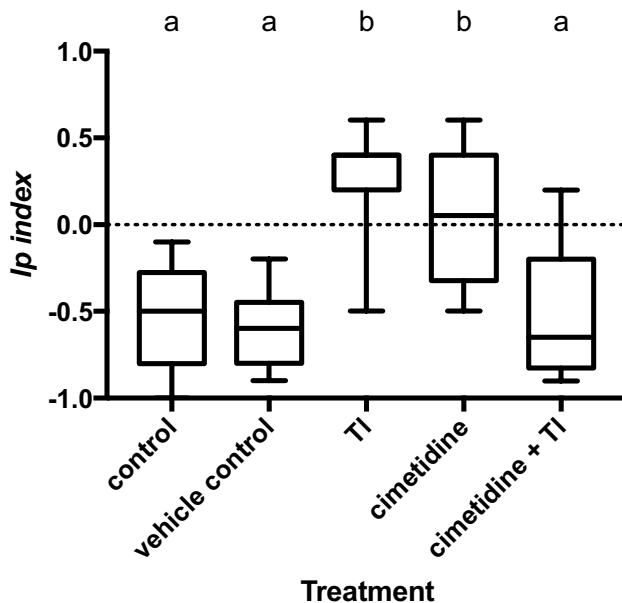 a a b b a
1.0
0.5
0.0
-0.5
-1.0
Ip index
control
vehicle control
TI
cimetidine
cimetidine + TI
Treatment